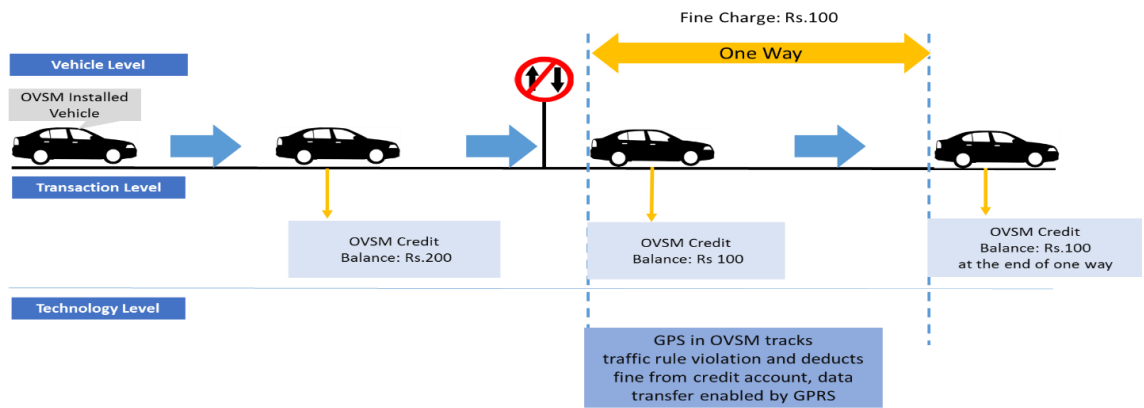 Fine Charge: Rs.100
One Way
Vehicle Level
OVSM Installed
Vehicle
Transaction Level
OVSM Credit
Balance: Rs.200
OVSM Credit
Balance: Rs 100
OVSM Credit
Balance: Rs.100
at the end of one way
Technology Level
GPS in OVSM tracks
traffic rule violation and deducts
fine from credit account, data
transfer enabled by GPRS